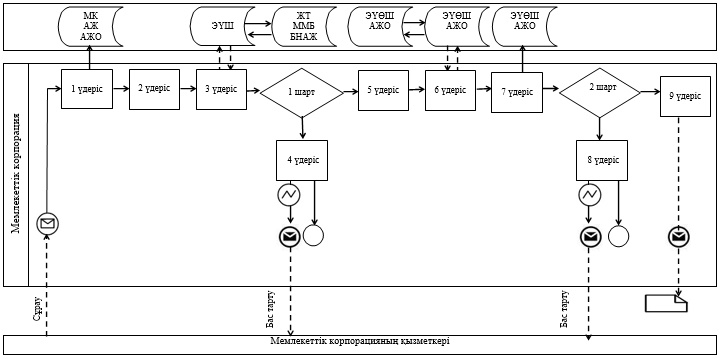 МК
АЖ
АЖО
ЭҮШ
ЖТ
ММБ
БНАЖ
ЭҮӨШ
АЖО
ЭҮӨШ
АЖО
ЭҮӨШ
АЖО
Мемлекеттік корпорация
1 үдеріс
2 үдеріс
3 үдеріс
1 шарт
5 үдеріс
6 үдеріс
7 үдеріс
2 шарт
9 үдеріс
4 үдеріс
8 үдеріс
Сұрау
Бас тарту
Бас тарту
Мемлекеттік корпорацияның қызметкері